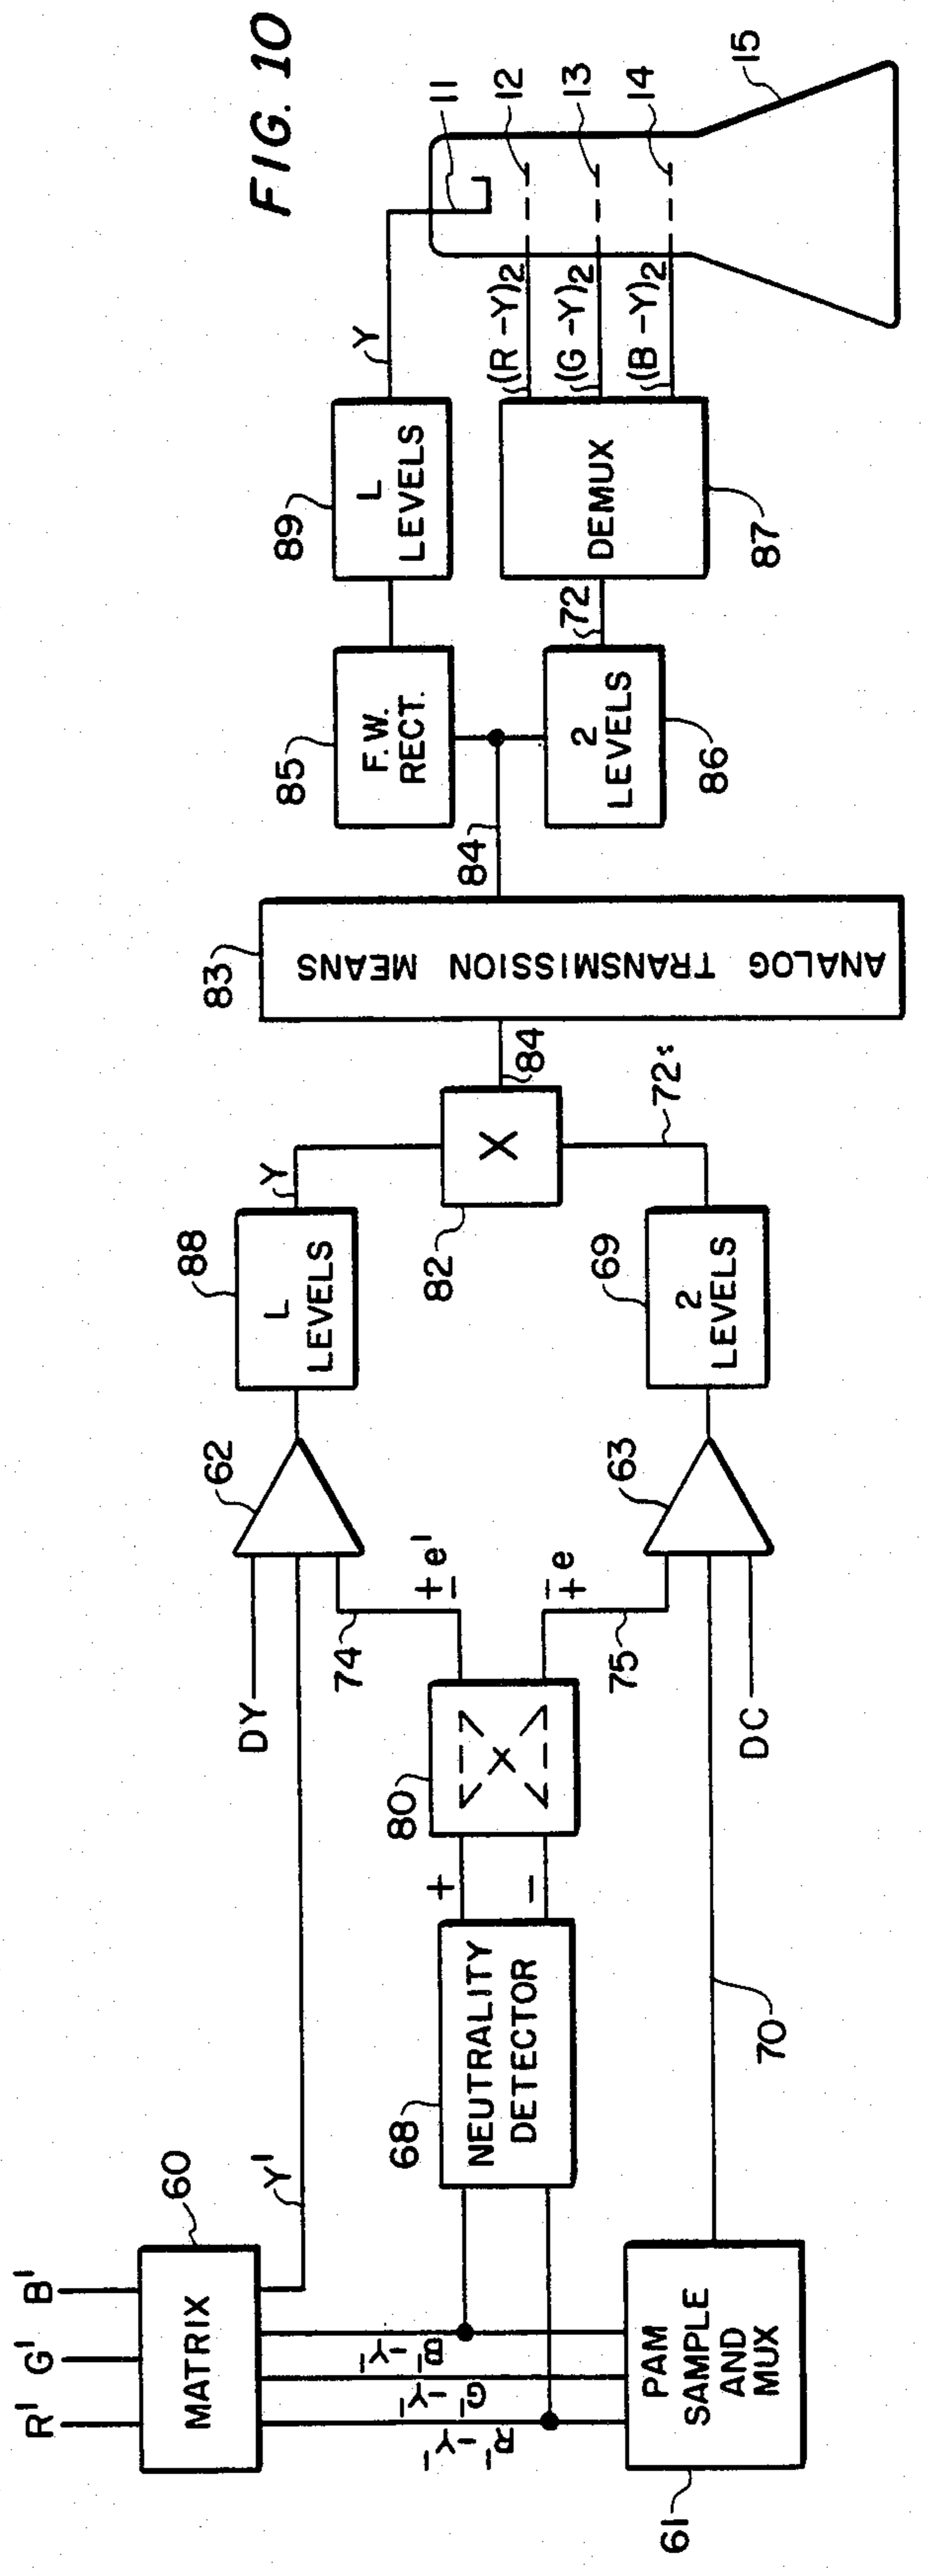 FIG. 10
R'
G'
B'
MATRIX
60
Y'
R'-Y'
G'-Y'
B'-Y'
PAM
SAMPLE
AND
MUX
61
NEUTRALITY
DETECTOR
68
70
+
−
80
X
± e'
∓ e
74
75
DY
DC
62
63
L
LEVELS
88
2
LEVELS
69
Y
72
X
82
84
ANALOG TRANSMISSION MEANS
83
84
F.W.
RECT.
85
2
LEVELS
86
72
L
LEVELS
89
DEMUX
87
Y
(R-Y)2
(G-Y)2
(B-Y)2
11
12
13
14
15